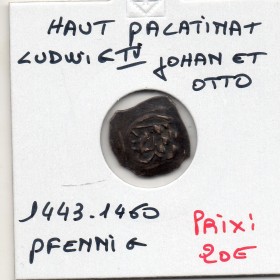 HAUT PALATINAT
LUDWIG IV JOHAN ET
OTTO
1443.1460
PFENNIG
PRIX:
20€